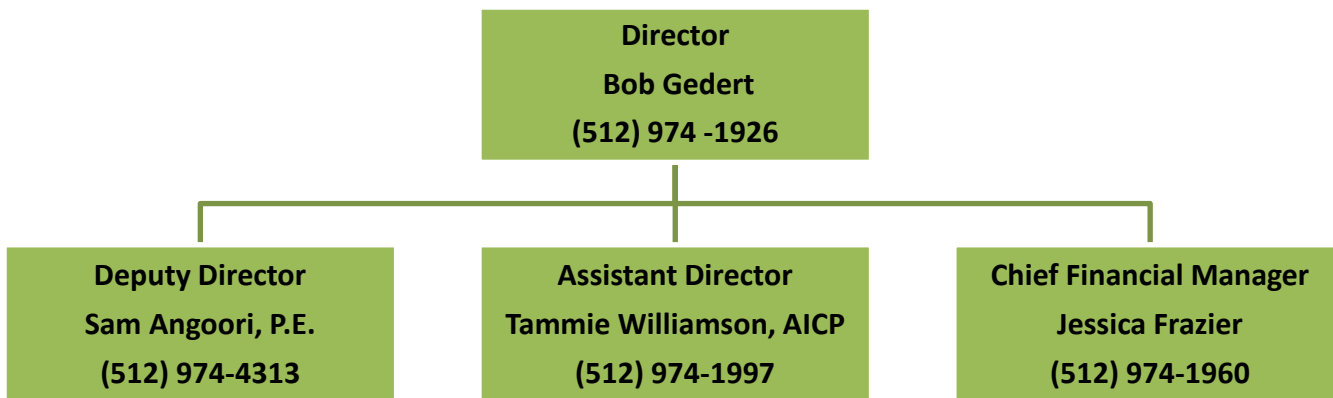 Director
Bob Gedert
(512) 974 -1926
Deputy Director
Sam Angoori, P.E.
(512) 974-4313
Assistant Director
Tammie Williamson, AICP
(512) 974-1997
Chief Financial Manager
Jessica Frazier
(512) 974-1960